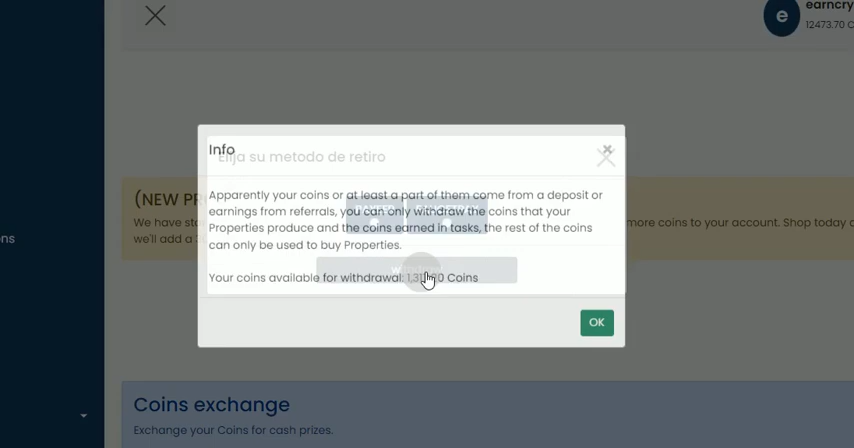 earncry
e
12473.70 C
Info
Elija su metodo de retiro
(NEW PR
Apparently your coins or at least a part of them come from a deposit or
earnings from referrals, you can only withdraw the coins that your
Properties produce and the coins earned in tasks, the rest of the coins
can only be used to buy Properties.
We have sto
more coins to your account. Shop today a
we'll add a
ons
Your coins available for withdrawal: Coins
OK
Coins exchange
Exchange your Coins for cash prizes.